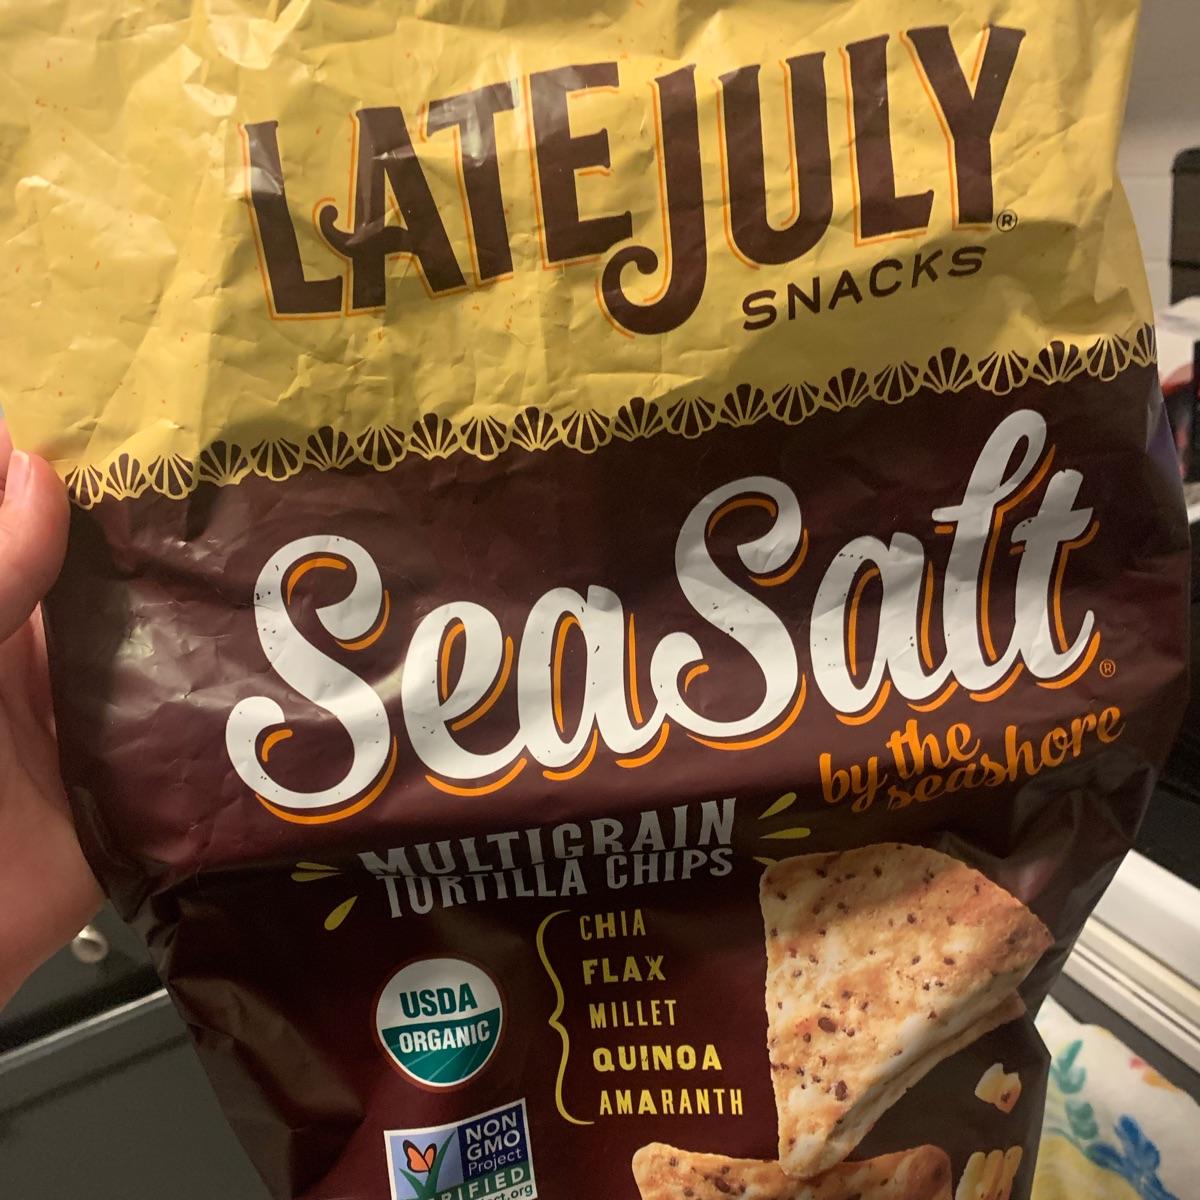 LATE JULY®
SNACKS
Sea Salt®
by the
seashore
MULTIGRAIN
TORTILLA CHIPS
CHIA
FLAX
MILLET
QUINOA
AMARANTH
USDA
ORGANIC
NON
GMO
Project